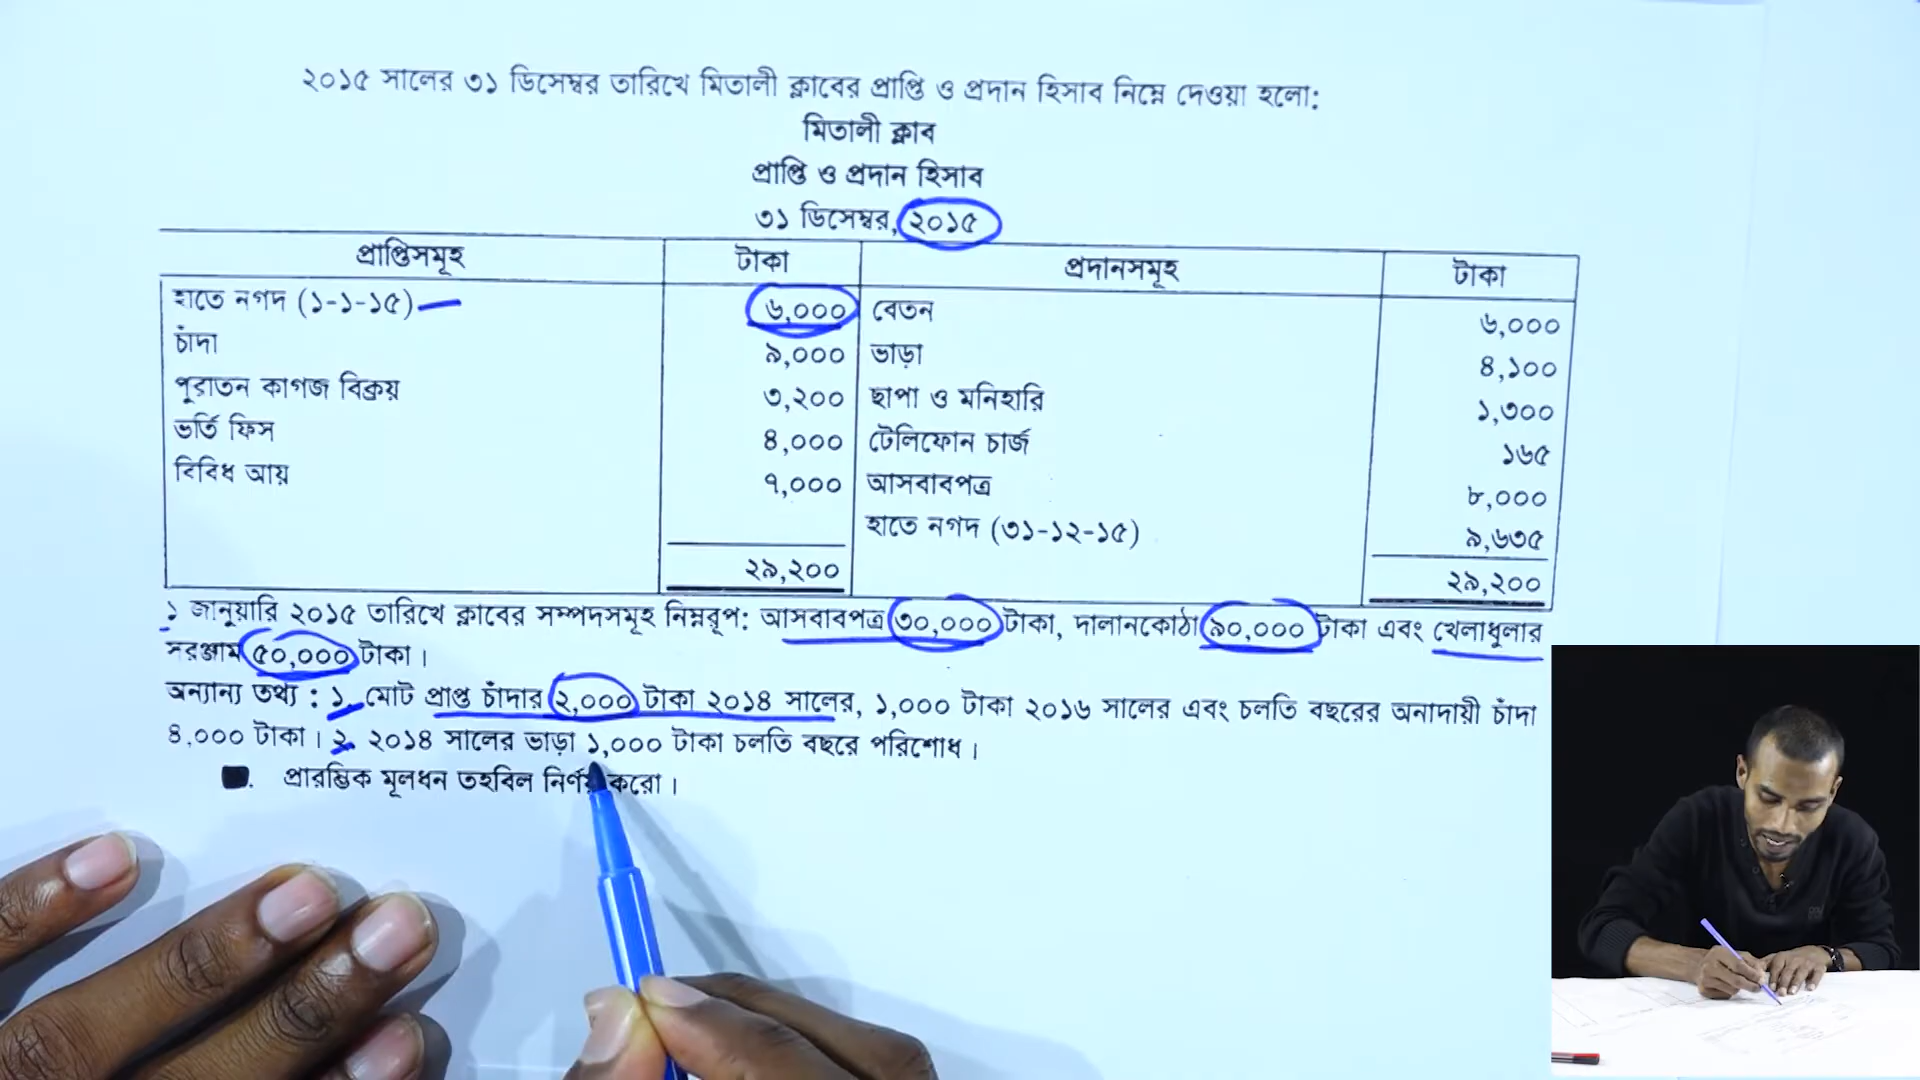 ২০১৫ সালের ৩১ ডিসেম্বর তারিখে মিতালী ক্লাবের প্রাপ্তি ও প্রদান হিসাব নিম্নে দেওয়া হলো:
মিতালী ক্লাব
প্রাপ্তি ও প্রদান হিসাব
৩১ ডিসেম্বর, ২০১৫
প্রাপ্তিসমূহ টাকা প্রদানসমূহ টাকা
হাতে নগদ (১-১-১৫) ৬,০০০ বেতন ৬,০০০
চাঁদা ৯,০০০ ভাড়া ৪,১০০
পুরাতন কাগজ বিক্রয় ৩,২০০ ছাপা ও মনিহারি ১,৩০০
ভর্তি ফিস ৪,০০০ টেলিফোন চার্জ ১৬৫
বিবিধ আয় ৭,০০০ আসবাবপত্র ৮,০০০
হাতে নগদ (৩১-১২-১৫) ৯,৬৩৫
২৯,২০০ ২৯,২০০
১ জানুয়ারি ২০১৫ তারিখে ক্লাবের সম্পদসমূহ নিম্নরূপ: আসবাবপত্র ৩০,০০০ টাকা, দালানকোঠা ৯০,০০০ টাকা এবং খেলাধুলার
সরঞ্জাম ৫০,০০০ টাকা।
অন্যান্য তথ্য : ১. মোট প্রাপ্ত চাঁদার ২,০০০ টাকা ২০১৪ সালের, ১,০০০ টাকা ২০১৬ সালের এবং চলতি বছরের অনাদায়ী চাঁদা
৪,০০০ টাকা। ২. ২০১৪ সালের ভাড়া ১,০০০ টাকা চলতি বছরে পরিশোধ।
প্রারম্ভিক মূলধন তহবিল নির্ণয় করো।